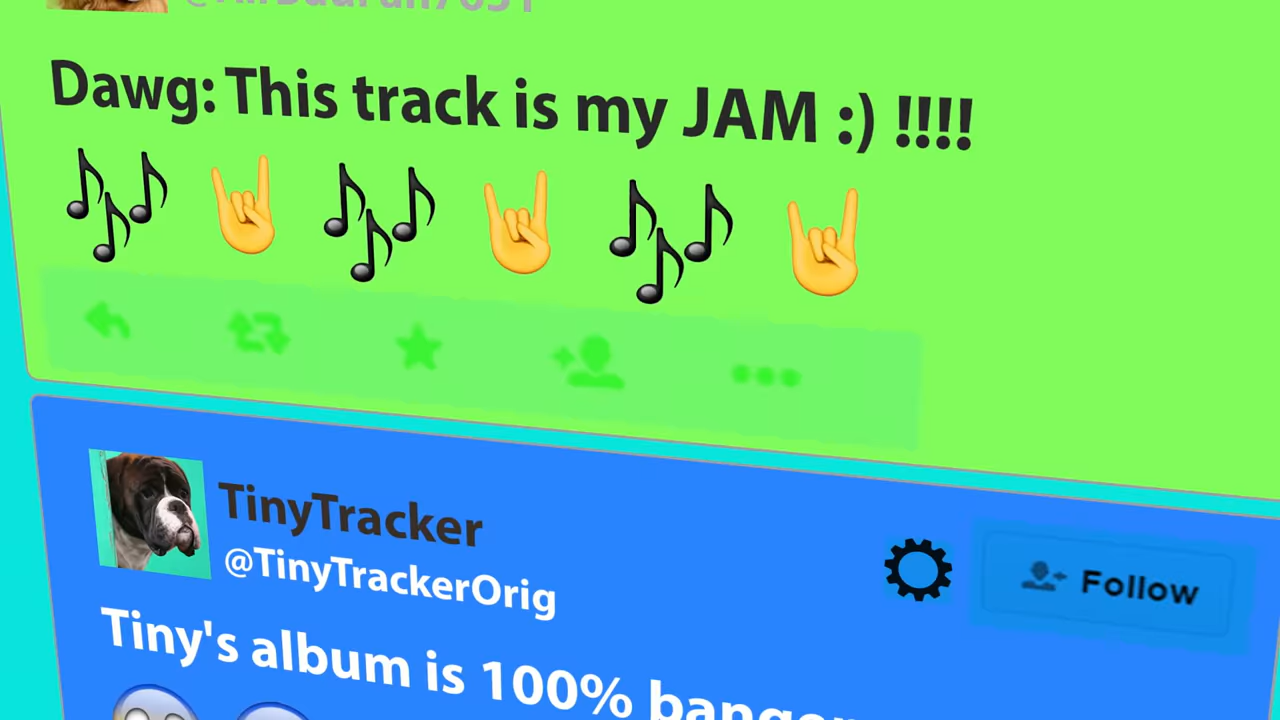 Dawg: This track is my JAM :) !!!!
TinyTracker
@TinyTrackerOrig
Follow
Tiny's album is 100%